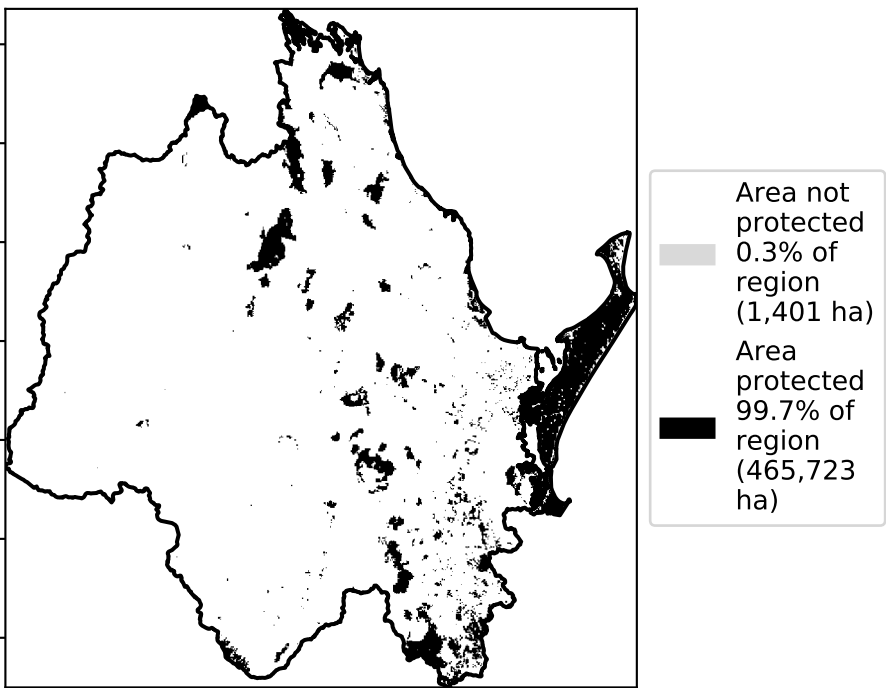 Area not
protected
0.3% of
region
(1,401 ha)
Area
protected
99.7% of
region
(465,723
ha)